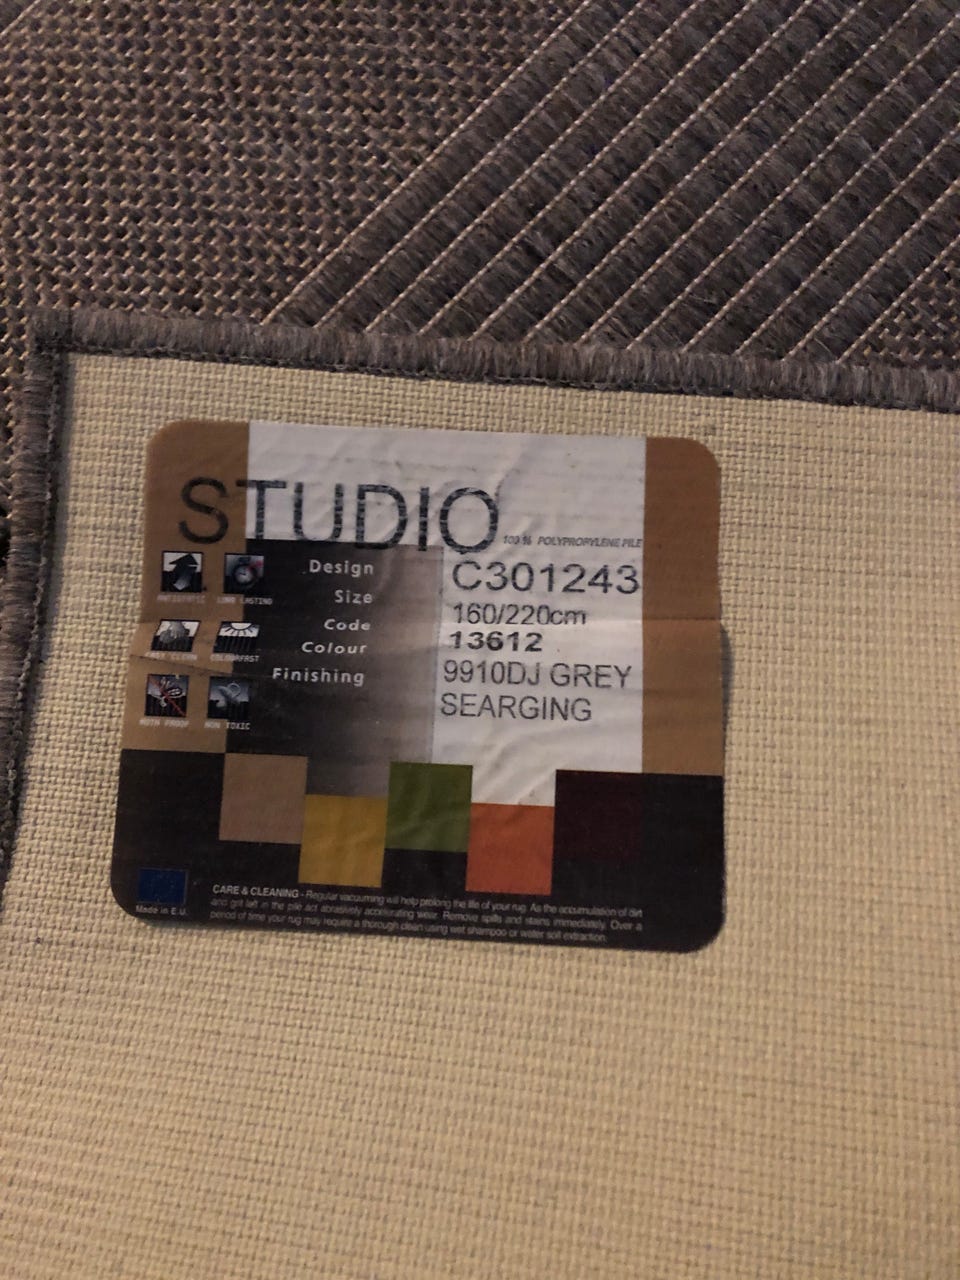 STUDIO
100 % POLYPROPYLENE PILE
Design C301243
Size 160/220cm
Code 13612
Colour 9910DJ GREY
Finishing SEARGING
ANTISTATIC LONG LASTING
EASY CLEAN COLOURFAST
MOTH PROOF NON TOXIC
Made in E.U.
CARE & CLEANING - Regular vacuuming will help prolong the life of your rug. As the accumulation of dirt
and grit left in the pile act abrasively accelerating wear. Remove spills and stains immediately. Over a
period of time your rug may require a thorough clean using wet shampoo or water soil extraction.